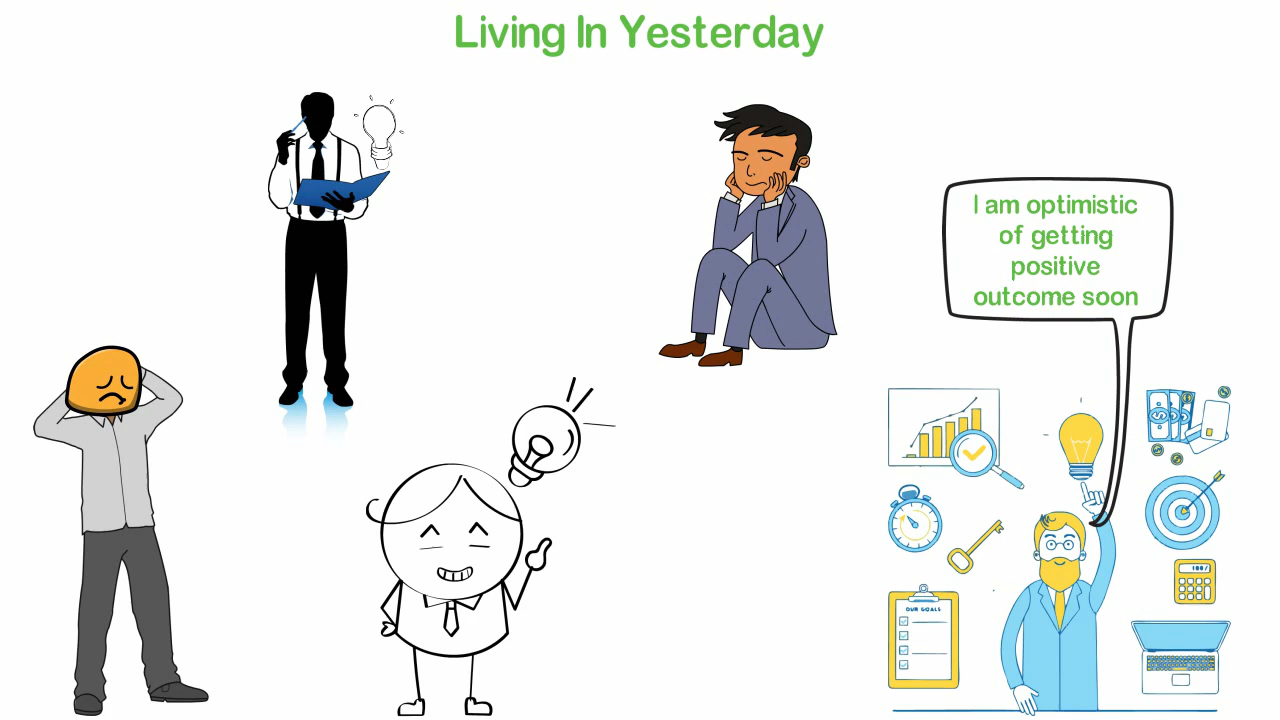 Living In Yesterday
I am optimistic
of getting
positive
outcome soon
OUR GOALS